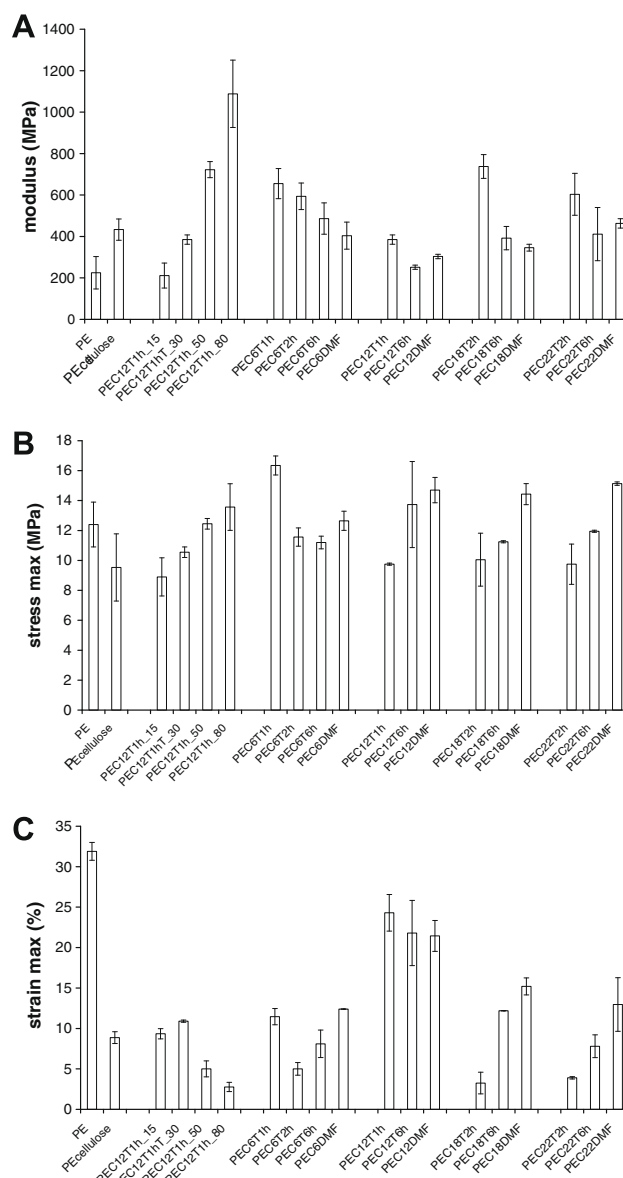 A
modulus (MPa)
1400
1200
1000
800
600
400
200
0
PE
PEcellulose
PEC12T1h_15
PEC12T1hT_30
PEC12T1h_50
PEC12T1h_80
PEC6T1h
PEC6T2h
PEC6T6h
PEC6DMF
PEC12T1h
PEC12T6h
PEC12DMF
PEC18T2h
PEC18T6h
PEC18DMF
PEC22T2h
PEC22T6h
PEC22DMF
B
stress max (MPa)
18
16
14
12
10
8
6
4
2
0
PE
PEcellulose
PEC12T1h_15
PEC12T1hT_30
PEC12T1h_50
PEC12T1h_80
PEC6T1h
PEC6T2h
PEC6T6h
PEC6DMF
PEC12T1h
PEC12T6h
PEC12DMF
PEC18T2h
PEC18T6h
PEC18DMF
PEC22T2h
PEC22T6h
PEC22DMF
C
strain max (%)
35
30
25
20
15
10
5
0
PE
PEcellulose
PEC12T1h_15
PEC12T1hT_30
PEC12T1h_50
PEC12T1h_80
PEC6T1h
PEC6T2h
PEC6T6h
PEC6DMF
PEC12T1h
PEC12T6h
PEC12DMF
PEC18T2h
PEC18T6h
PEC18DMF
PEC22T2h
PEC22T6h
PEC22DMF